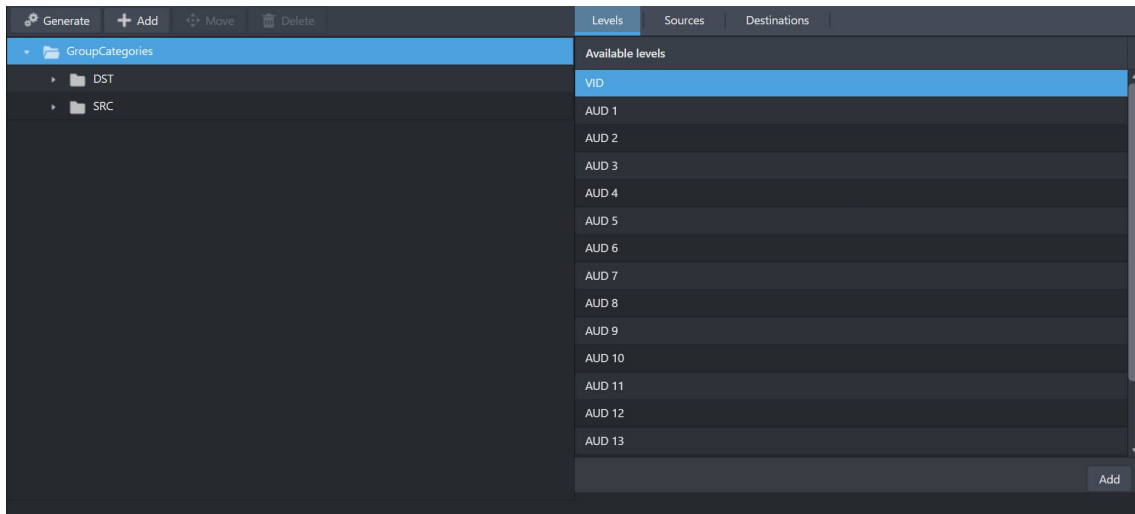 Generate Add Move Delete
Levels Sources Destinations
GroupCategories
Available levels
DST
VID
SRC
AUD 1
AUD 2
AUD 3
AUD 4
AUD 5
AUD 6
AUD 7
AUD 8
AUD 9
AUD 10
AUD 11
AUD 12
AUD 13
Add